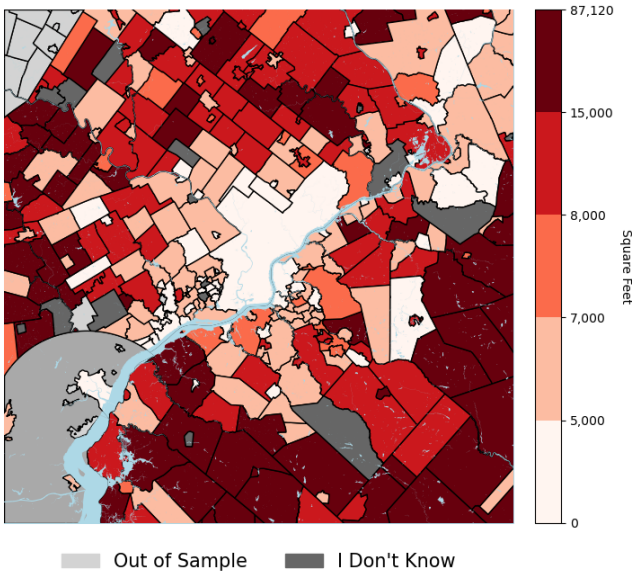 87,120
15,000
8,000
7,000
5,000
0
Square Feet
Out of Sample
I Don't Know